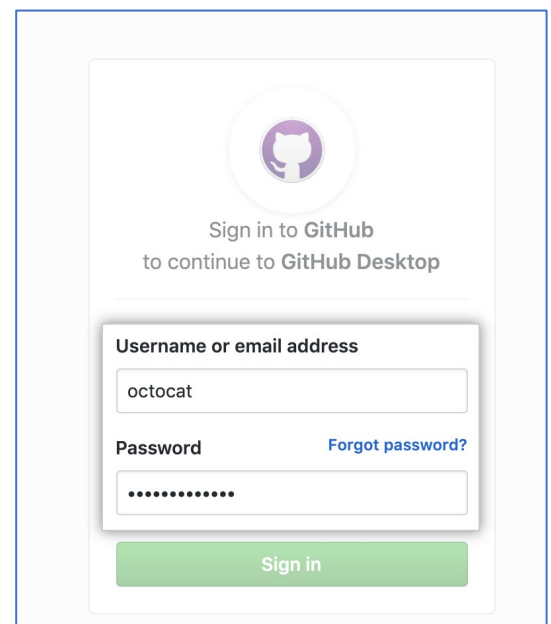 Sign in to GitHub
to continue to GitHub Desktop
Username or email address
octocat
Password Forgot password?
•••••••••••••
Sign in